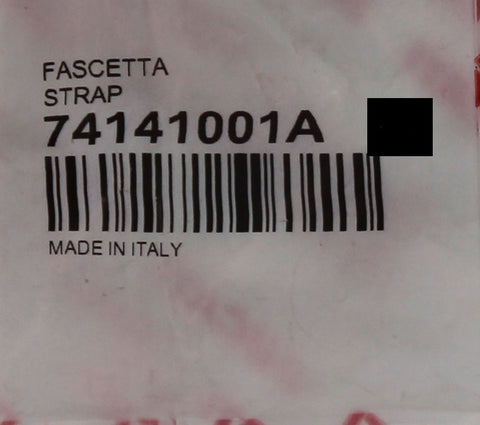 FASCETTA
STRAP
74141001A
MADE IN ITALY